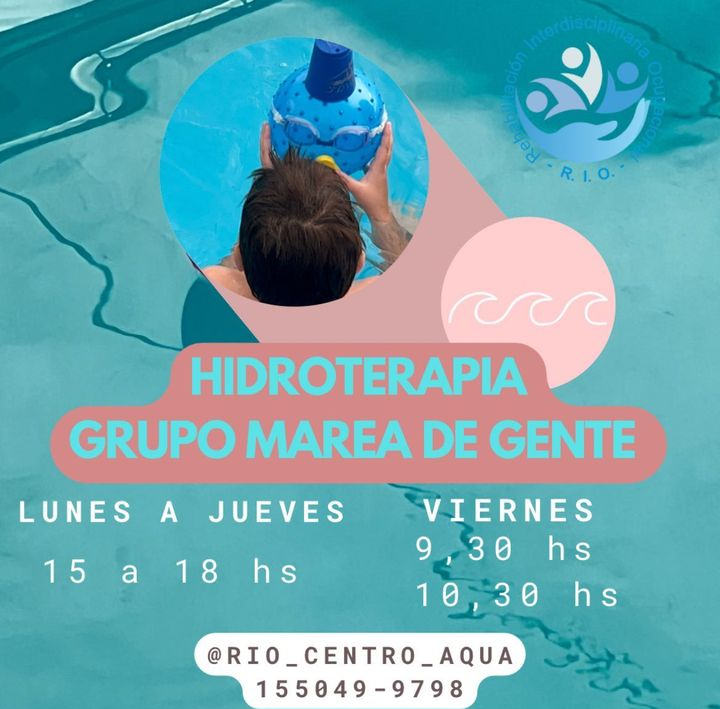 Rehabilitación Interdisciplinaria Ocupacional
- R. I. O. -
HIDROTERAPIA
GRUPO MAREA DE GENTE
LUNES A JUEVES
15 a 18 hs
VIERNES
9,30 hs
10,30 hs
@RIO_CENTRO_AQUA
155049-9798